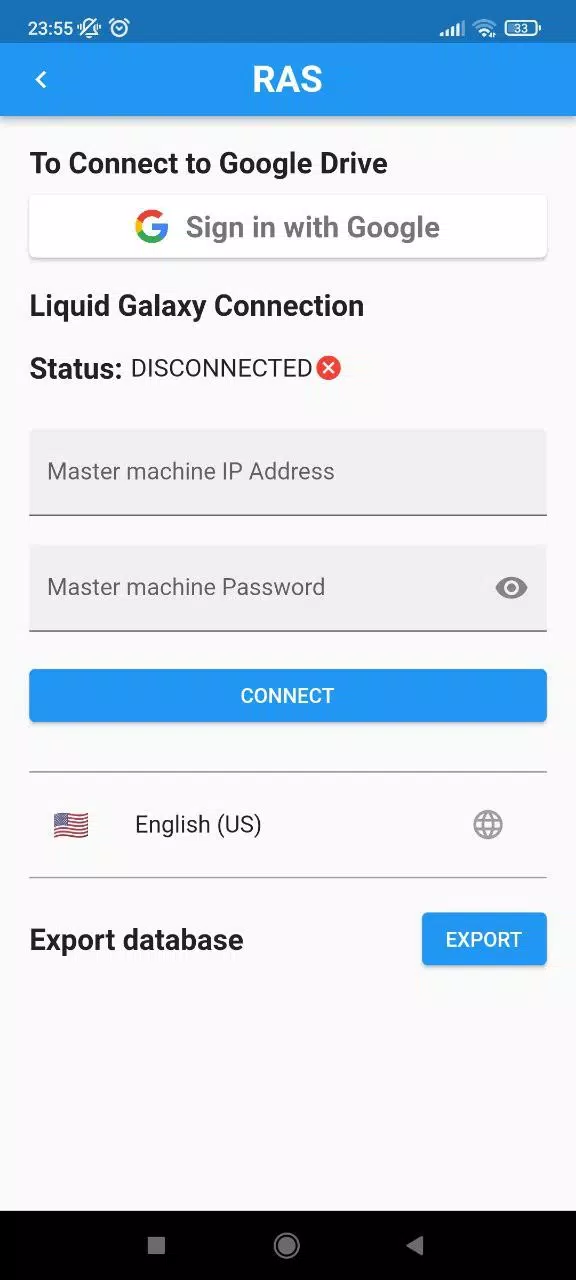 23:55
33
RAS
To Connect to Google Drive
Sign in with Google
Liquid Galaxy Connection
Status: DISCONNECTED
Master machine IP Address
Master machine Password
CONNECT
English (US)
Export database
EXPORT